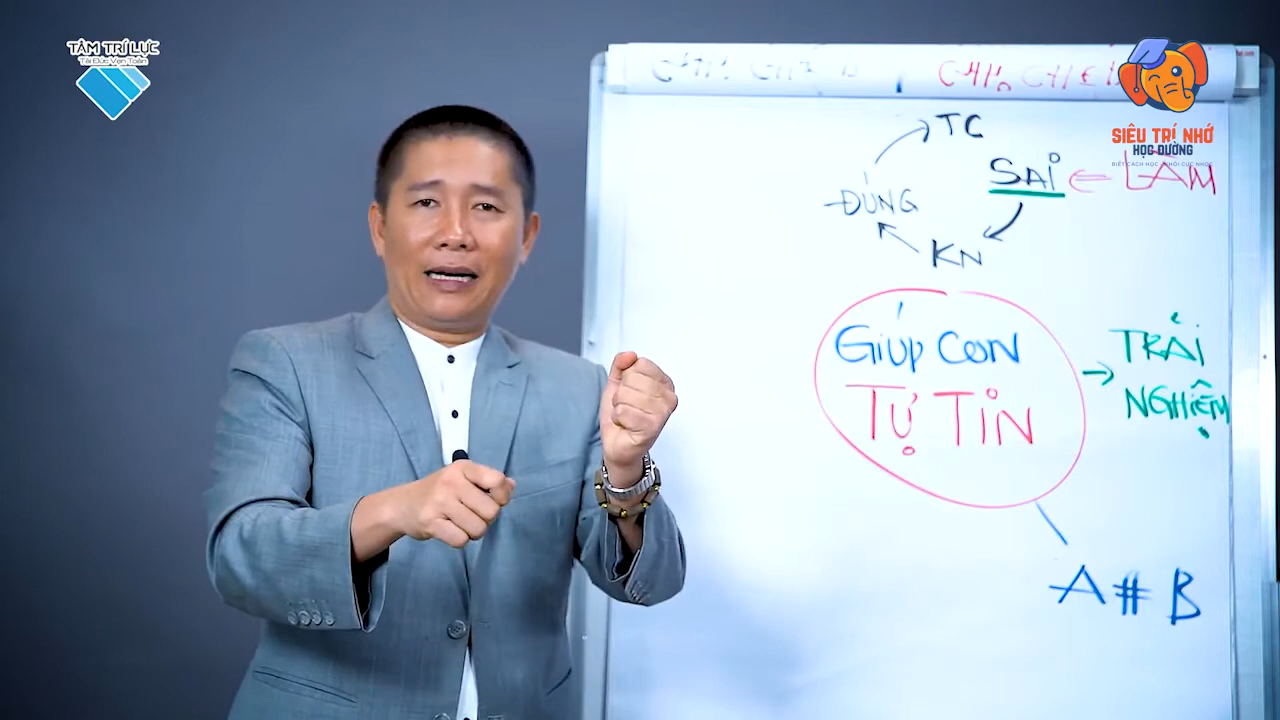 TÂM TRÍ LỰC
Tài Đức Vẹn Toàn
SIÊU TRÍ NHỚ
HỌC ĐƯỜNG
TC
SAI ← LẦM
ĐÚNG
KN
GIÚP CON
TỰ TIN
→ TRẢI
NGHIỆM
A # B